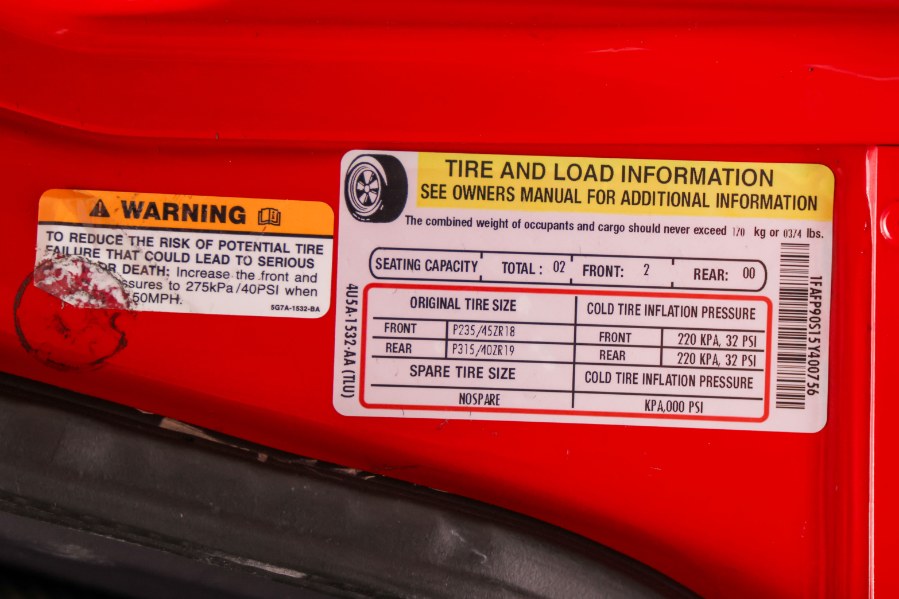 WARNING
TO REDUCE THE RISK OF POTENTIAL TIRE
FAILURE THAT COULD LEAD TO SERIOUS
OR DEATH: Increase the front and
ssures to 275kPa/40PSI when
50MPH.
5G7A-1532-BA
TIRE AND LOAD INFORMATION
SEE OWNERS MANUAL FOR ADDITIONAL INFORMATION
The combined weight of occupants and cargo should never exceed 170 kg or 0374 lbs.
SEATING CAPACITY TOTAL : 02 FRONT: 2 REAR: 00
ORIGINAL TIRE SIZE COLD TIRE INFLATION PRESSURE
FRONT P235/45ZR18 FRONT 220 KPA, 32 PSI
REAR P315/40ZR19 REAR 220 KPA, 32 PSI
SPARE TIRE SIZE COLD TIRE INFLATION PRESSURE
NOSPARE KPA,000 PSI
4U5A-1532-AA (TLU)
1FAFP90S15Y400756